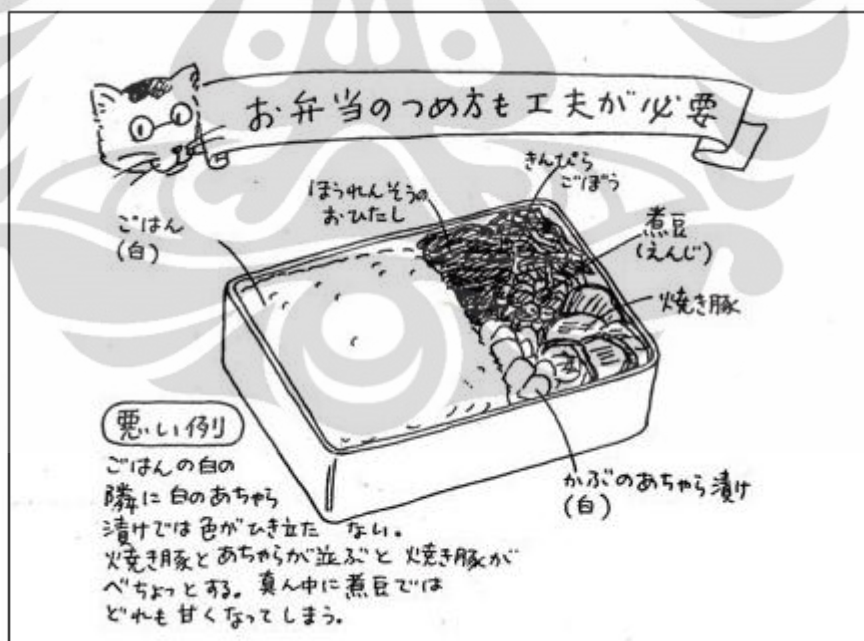 お弁当のつめ方も工夫が必要
きんぴら
ごぼう
ほうれんそうの
おひたし
ごはん
(白)
煮豆
(えんじ)
焼き豚
かぶのあちゃら漬け
(白)
悪い例
ごはんの白の
隣に白のあちゃら
漬けでは色がひき立た ない。
焼き豚とあちゃらが並ぶと 焼き豚が
べちょっとする。真ん中に煮豆では
どれも甘くなってしまう。